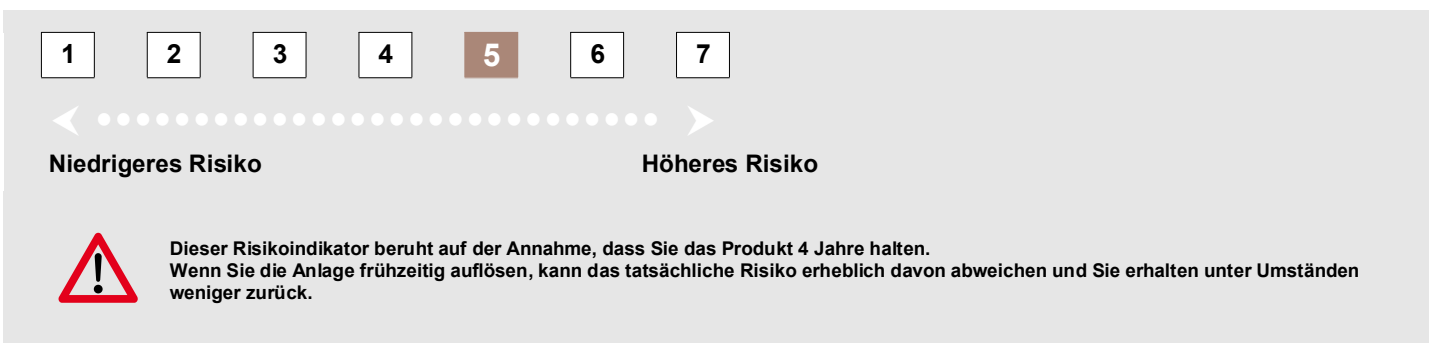 1 2 3 4 5 6 7
Niedrigeres Risiko Höheres Risiko
Dieser Risikoindikator beruht auf der Annahme, dass Sie das Produkt 4 Jahre halten.
Wenn Sie die Anlage frühzeitig auflösen, kann das tatsächliche Risiko erheblich davon abweichen und Sie erhalten unter Umständen
weniger zurück.